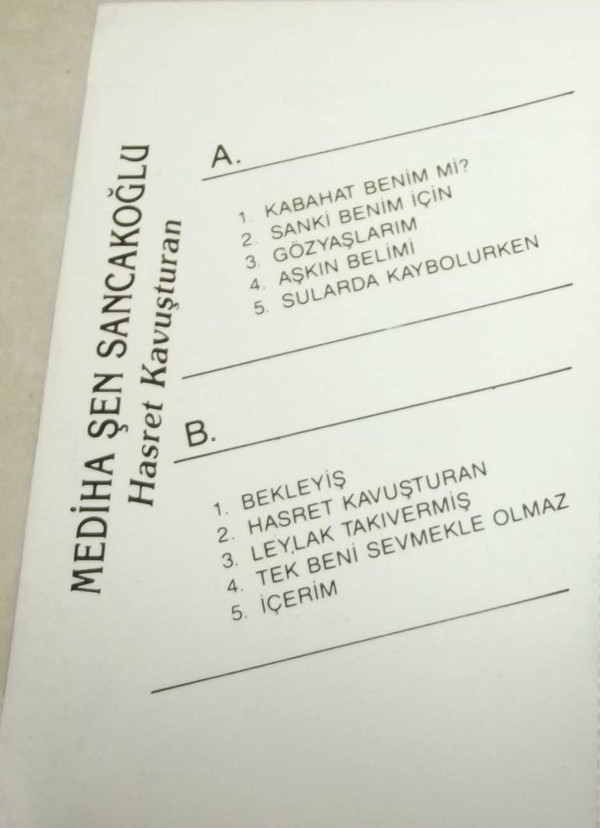 MEDİHA ŞEN SANCAKOĞLU
Hasret Kavuşturan
A.
1. KABAHAT BENİM Mİ?
2. SANKİ BENİM İÇİN
3. GÖZYAŞLARIM
4. AŞKIN BELİMİ
5. SULARDA KAYBOLURKEN
B.
1. BEKLEYİŞ
2. HASRET KAVUŞTURAN
3. LEYLAK TAKIVERMİŞ
4. TEK BENİ SEVMEKLE OLMAZ
5. İÇERİM